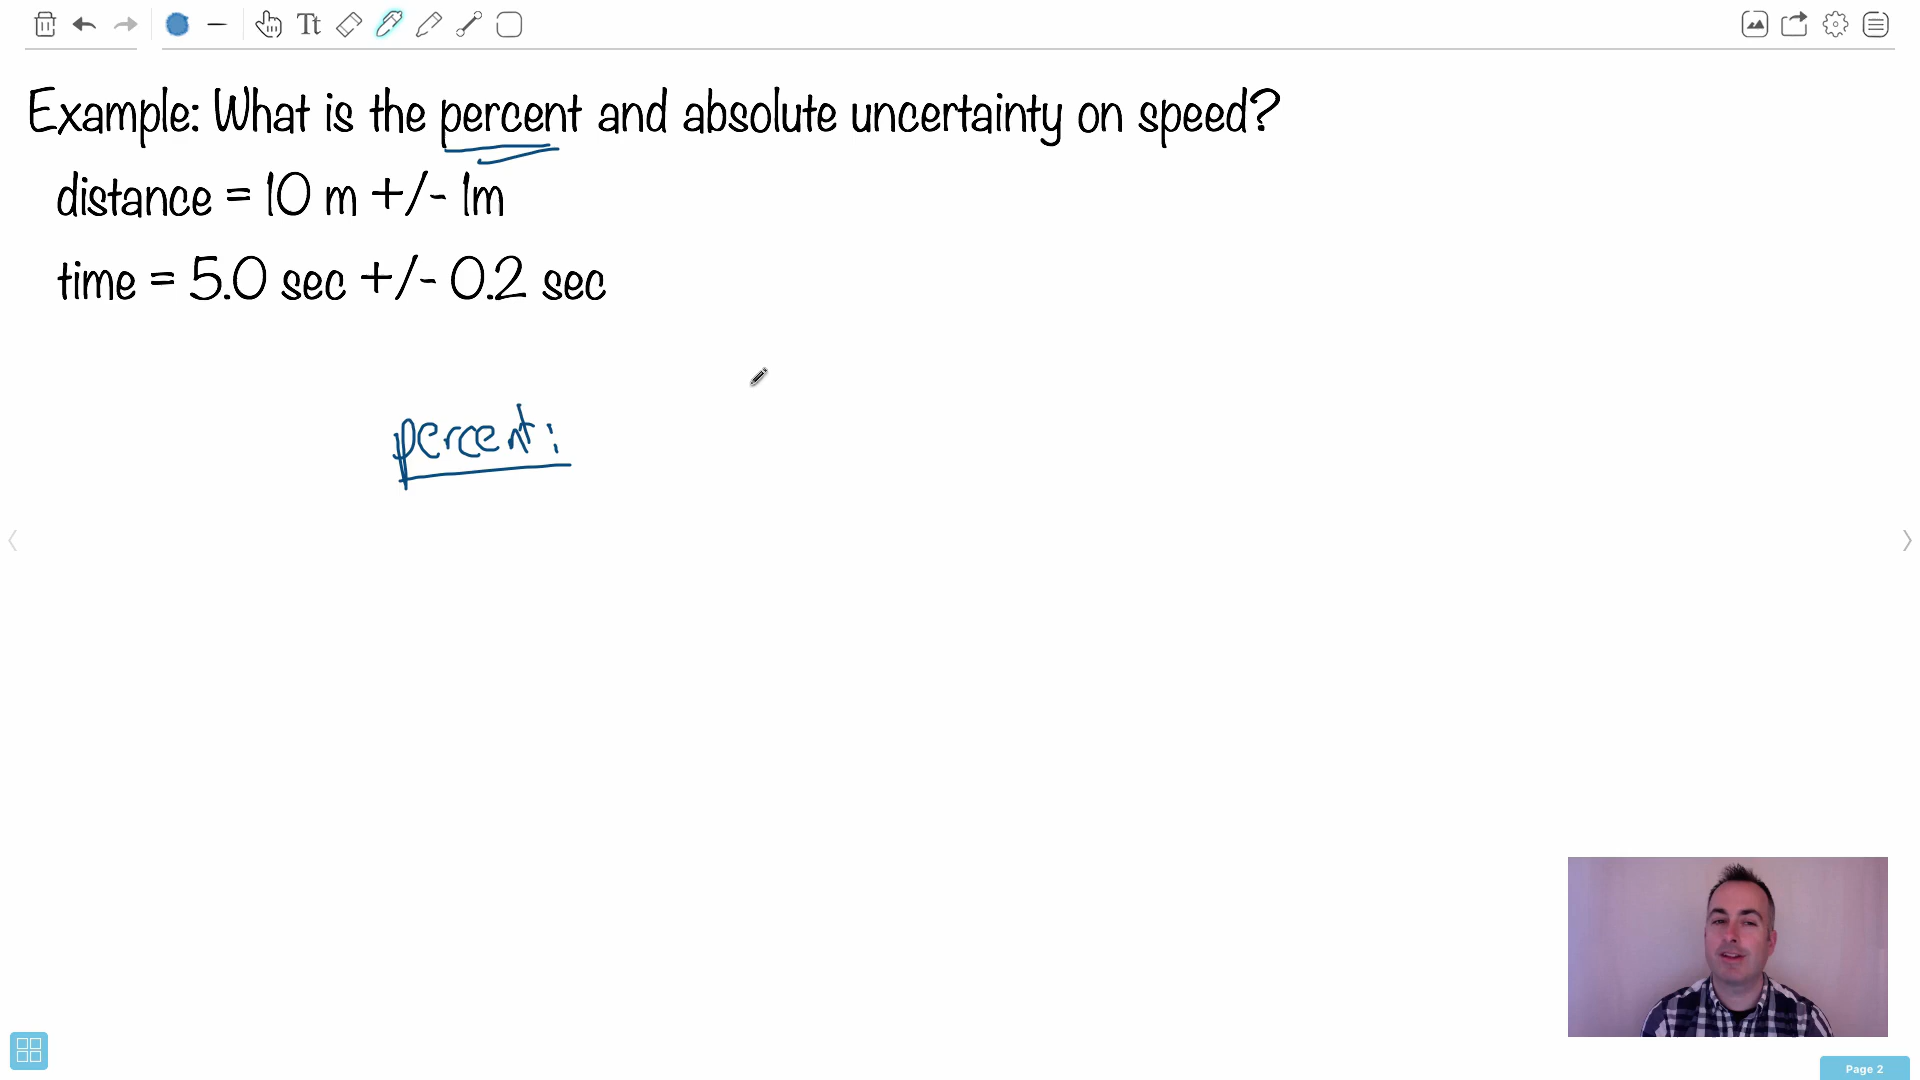 Tt
Example: What is the percent and absolute uncertainty on speed?
distance = 10 m +/- 1m
time = 5.0 sec +/- 0.2 sec
percent:
Page 2